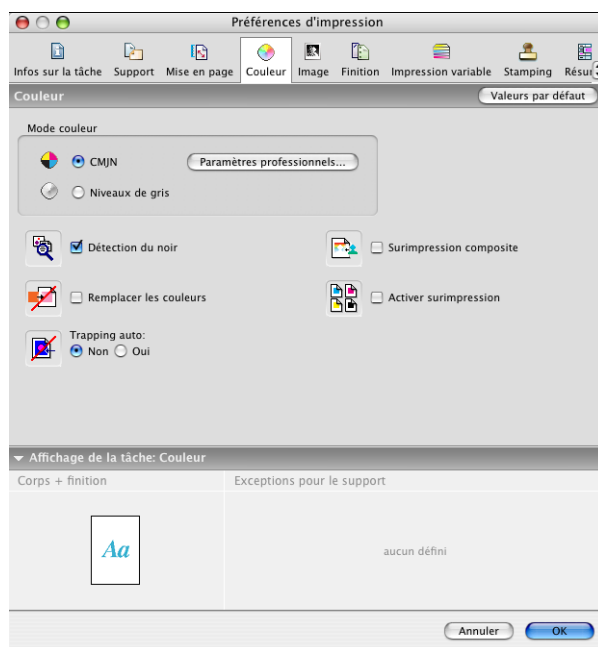 Préférences d'impression
Infos sur la tâche Support Mise en page Couleur Image Finition Impression variable Stamping Résu
Couleur Valeurs par défaut
Mode couleur
CMJN Paramètres professionnels...
Niveaux de gris
Détection du noir Surimpression composite
Remplacer les couleurs Activer surimpression
Trapping auto:
Non Oui
Affichage de la tâche: Couleur
Corps + finition Exceptions pour le support
Aa aucun défini
Annuler OK